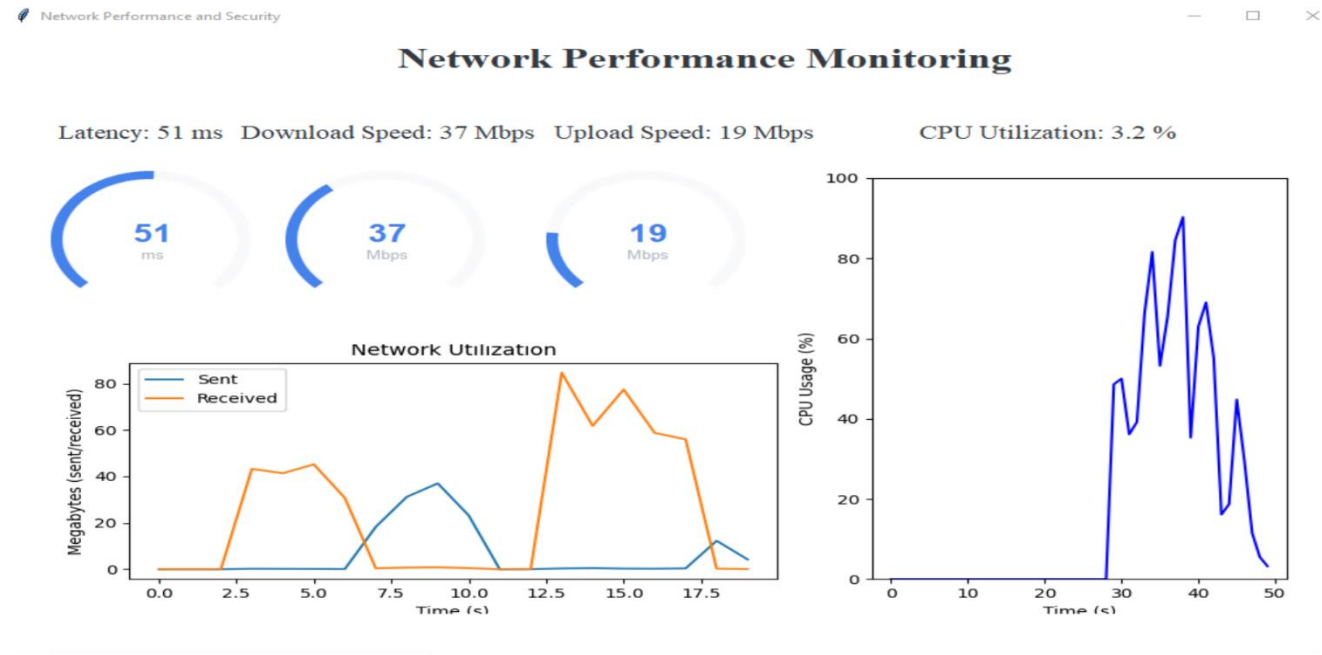 Network Performance and Security
Network Performance Monitoring
Latency: 51 ms Download Speed: 37 Mbps Upload Speed: 19 Mbps CPU Utilization: 3.2 %
51
ms
37
Mbps
19
Mbps
Network Utilization
Sent
Received
Megabytes (sent/received)
80
60
40
20
0
0.0 2.5 5.0 7.5 10.0 12.5 15.0 17.5
Time (s)
CPU Usage (%)
100
80
60
40
20
0
0 10 20 30 40 50
Time (s)